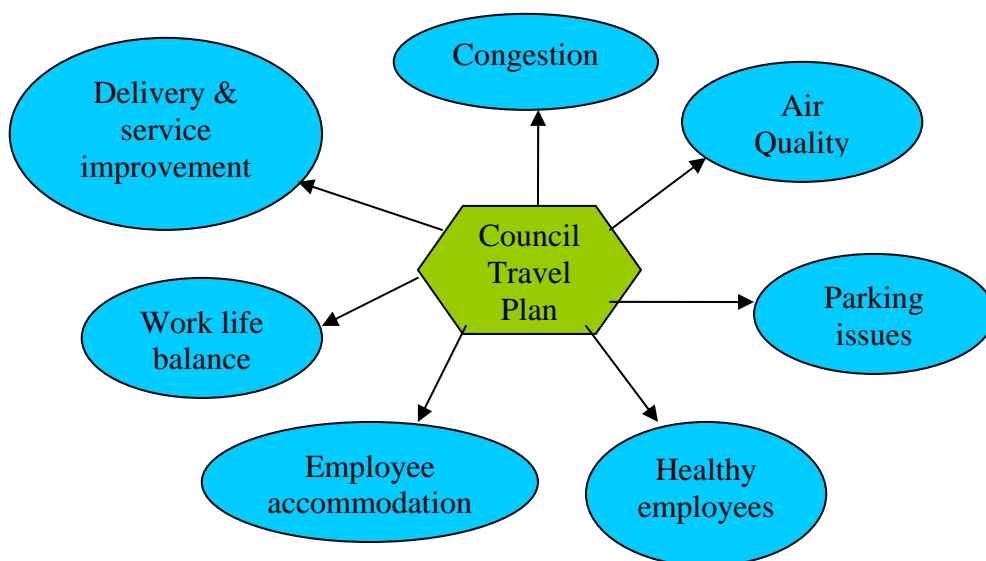 Congestion
Delivery &
service
improvement
Air
Quality
Council
Travel
Plan
Work life
balance
Parking
issues
Employee
accommodation
Healthy
employees